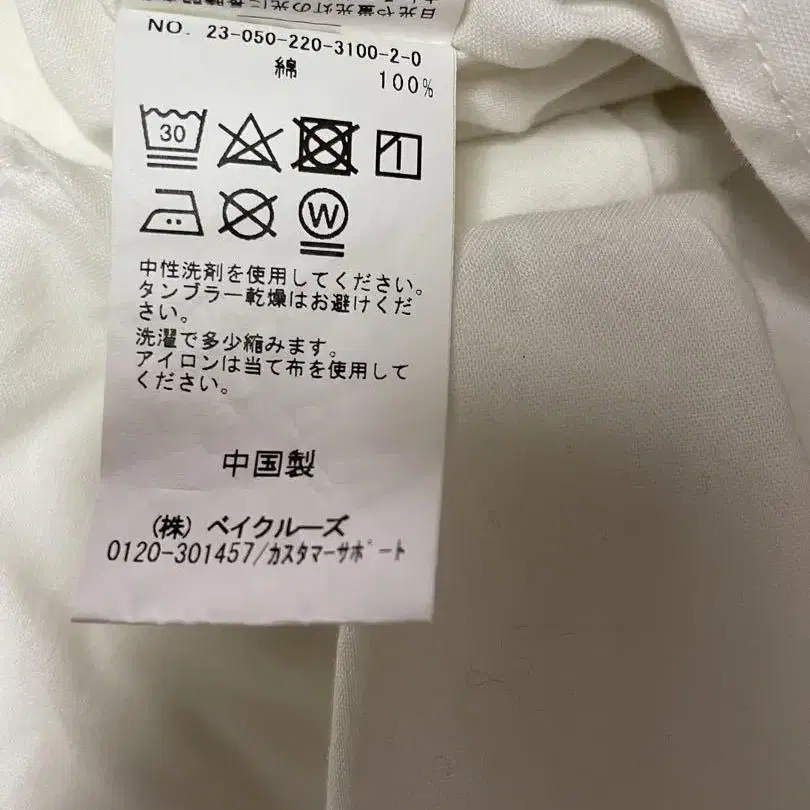 NO. 23-050-220-3100-2-0
綿 100%
30
W
中性洗剤を使用してください。
タンブラー乾燥はお避けくだ
さい。
洗濯で多少縮みます。
アイロンは当て布を使用して
ください。
中国製
(株) ベイクルーズ
0120-301457/カスタマーサポート